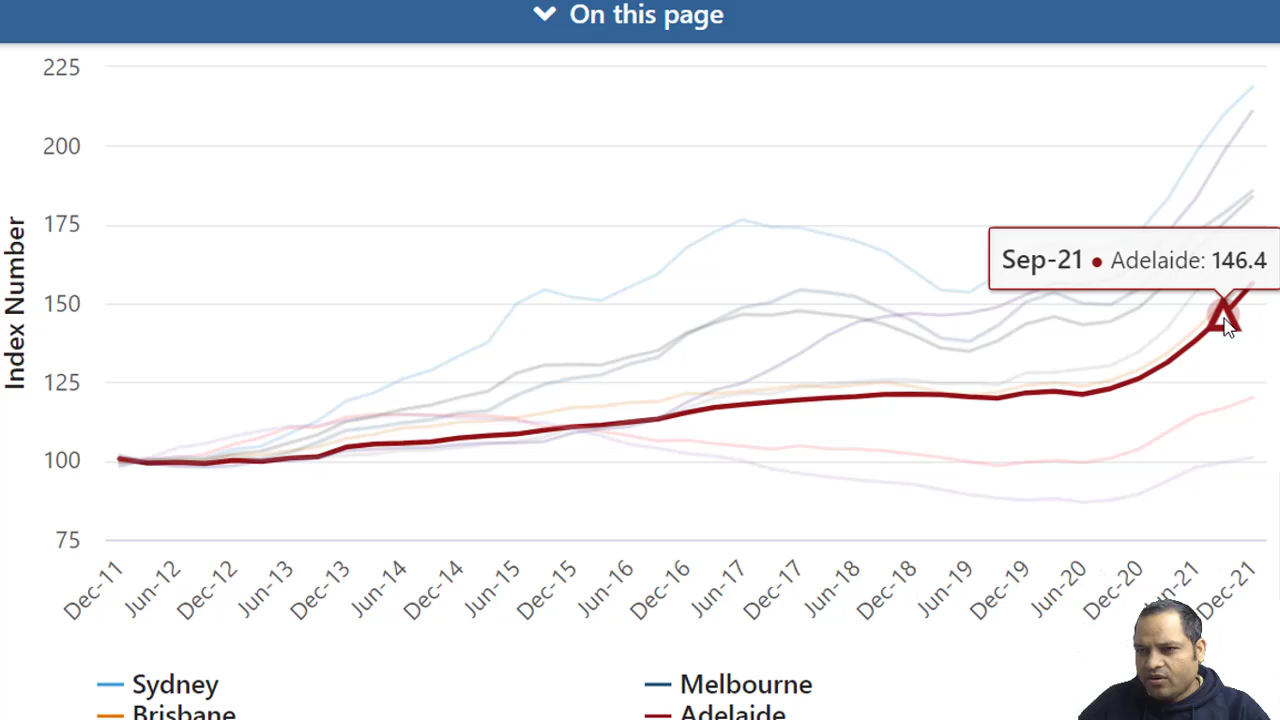 On this page
225
200
175
150
125
100
75
Index Number
Sep-21 ● Adelaide: 146.4
Dec-11
Jun-12
Dec-12
Jun-13
Dec-13
Jun-14
Dec-14
Jun-15
Dec-15
Jun-16
Dec-16
Jun-17
Dec-17
Jun-18
Dec-18
Jun-19
Dec-19
Jun-20
Dec-20
Jun-21
Dec-21
Sydney
Melbourne
Brisbane
Adelaide